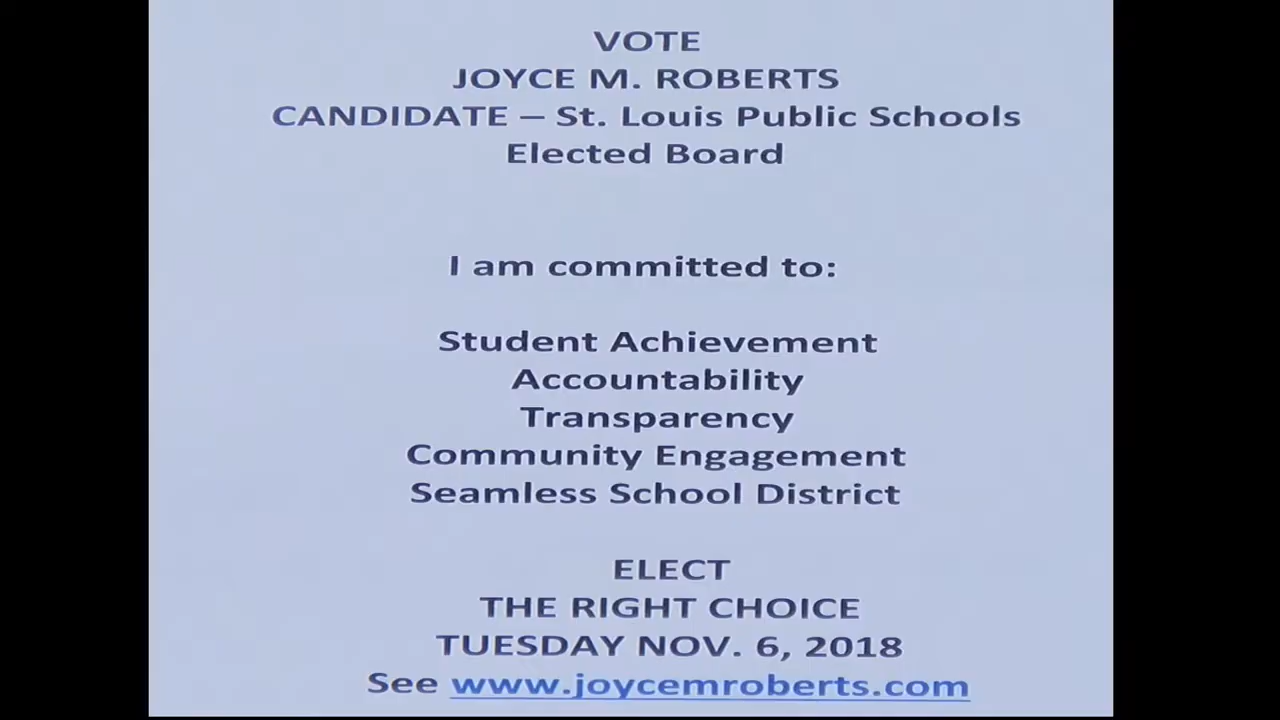 VOTE
JOYCE M. ROBERTS
CANDIDATE – St. Louis Public Schools
Elected Board
I am committed to:
Student Achievement
Accountability
Transparency
Community Engagement
Seamless School District
ELECT
THE RIGHT CHOICE
TUESDAY NOV. 6, 2018
See www.joycemroberts.com